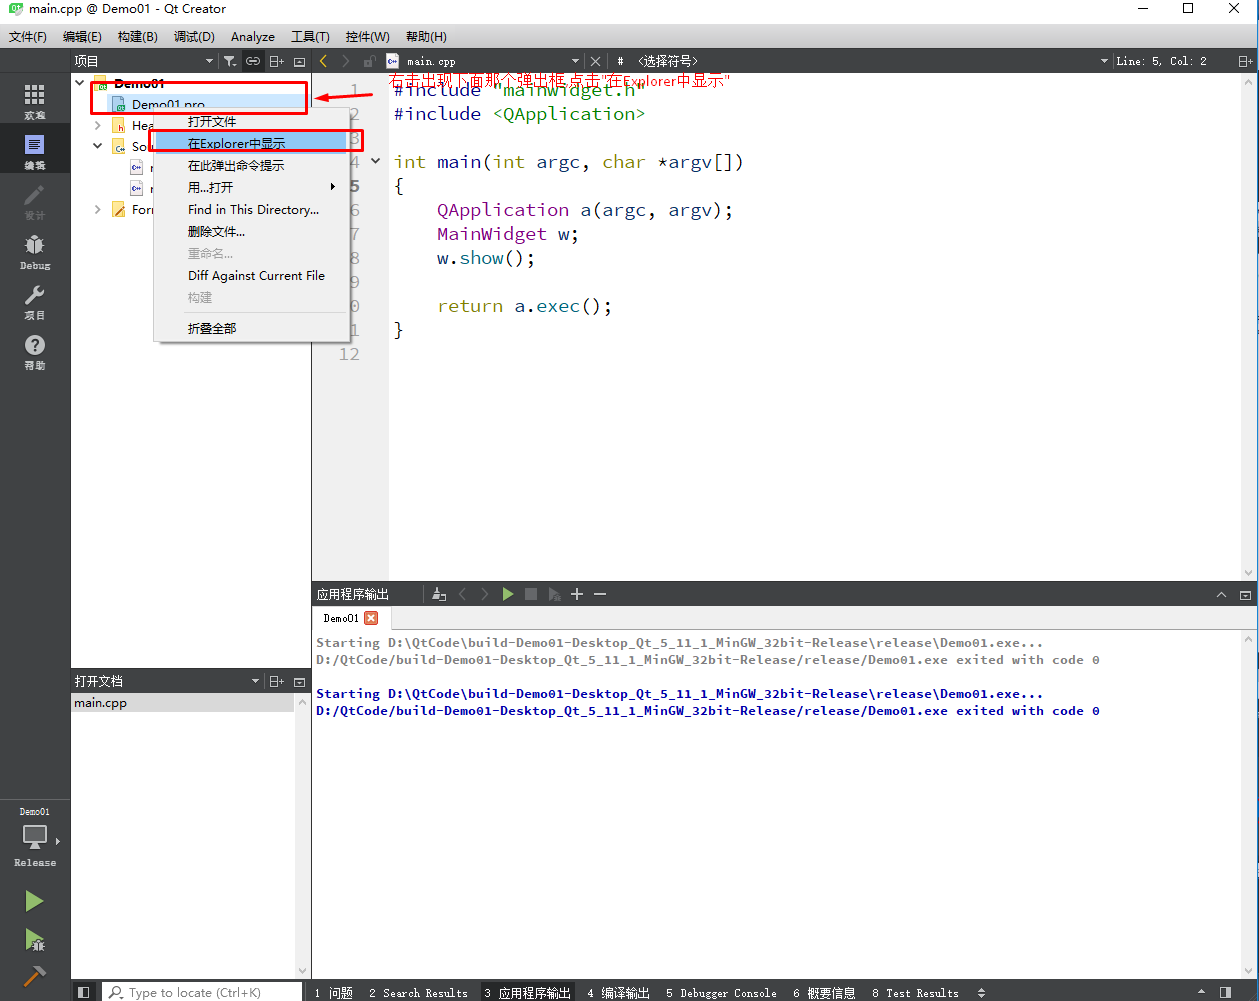 main.cpp @ Demo01 - Qt Creator
文件(F) 编辑(E) 构建(B) 调试(D) Analyze 工具(T) 控件(W) 帮助(H)
项目
main.cpp
# <选择符号>
Line: 5, Col: 2
欢迎
编辑
设计
Debug
项目
帮助
Demo01
Demo01.pro
打开文件
在Explorer中显示
在此弹出命令提示
用...打开
Find in This Directory...
删除文件...
重命名...
Diff Against Current File
构建
折叠全部
右击出现下面那个弹出框,点击"在Explorer中显示"
1 #include "mainwidget.h"
2 #include <QApplication>
3
4 int main(int argc, char *argv[])
5 {
6 QApplication a(argc, argv);
7 MainWidget w;
8 w.show();
9
0 return a.exec();
1 }
12
应用程序输出
Demo01
Starting D:\QtCode\build-Demo01-Desktop_Qt_5_11_1_MinGW_32bit-Release\release\Demo01.exe...
D:/QtCode/build-Demo01-Desktop_Qt_5_11_1_MinGW_32bit-Release/release/Demo01.exe exited with code 0
Starting D:\QtCode\build-Demo01-Desktop_Qt_5_11_1_MinGW_32bit-Release\release\Demo01.exe...
D:/QtCode/build-Demo01-Desktop_Qt_5_11_1_MinGW_32bit-Release/release/Demo01.exe exited with code 0
打开文档
main.cpp
Demo01
Release
Type to locate (Ctrl+K)
1 问题 2 Search Results 3 应用程序输出 4 编译输出 5 Debugger Console 6 概要信息 8 Test Results